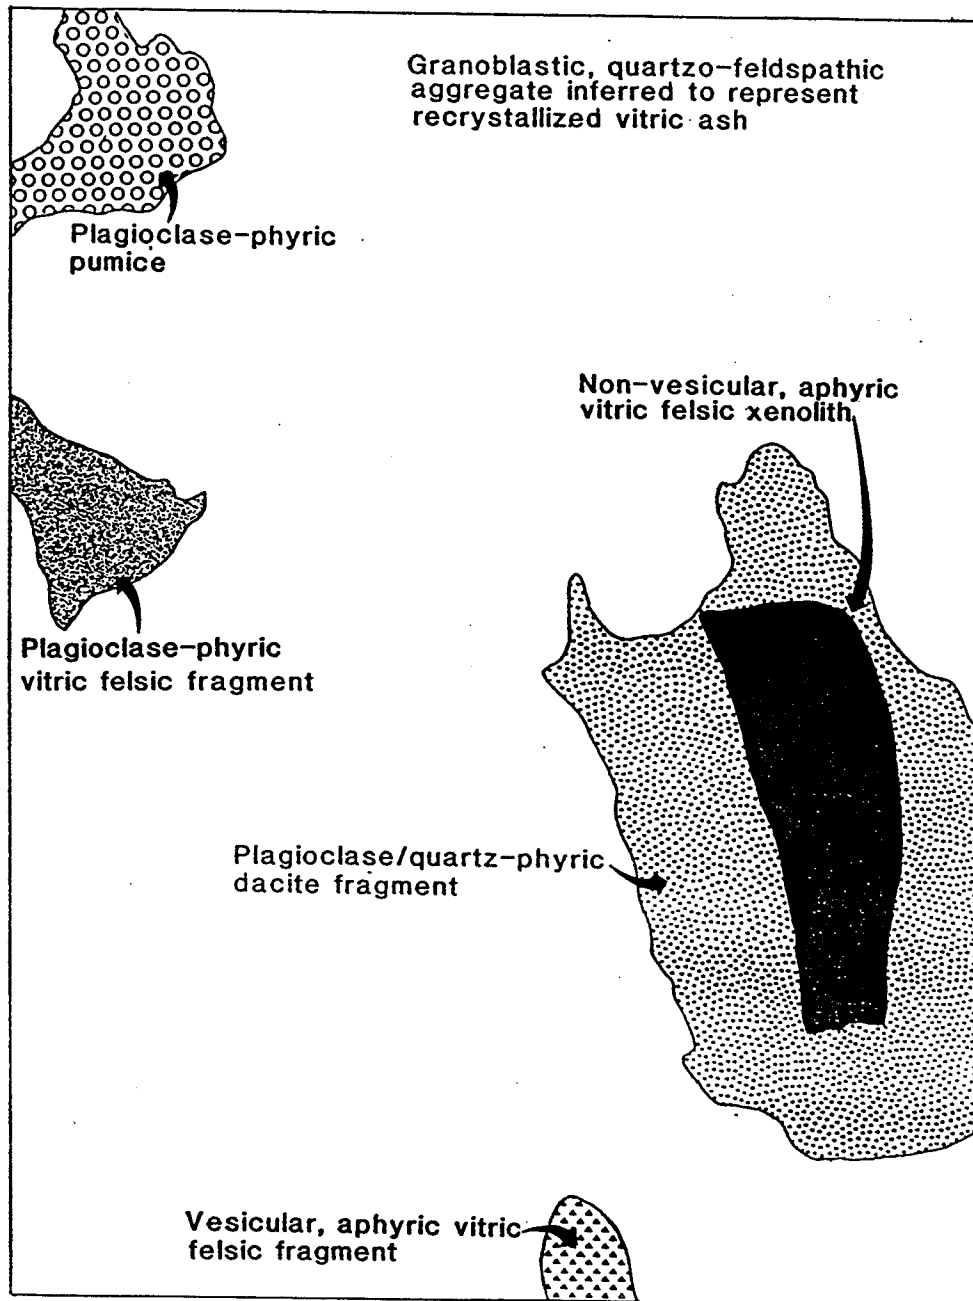 Granoblastic, quartzo-feldspathic
aggregate inferred to represent
recrystallized vitric ash
Plagioclase-phyric
pumice
Non-vesicular, aphyric
vitric felsic xenolith
Plagioclase-phyric
vitric felsic fragment
Plagioclase/quartz-phyric
dacite fragment
Vesicular, aphyric vitric
felsic fragment